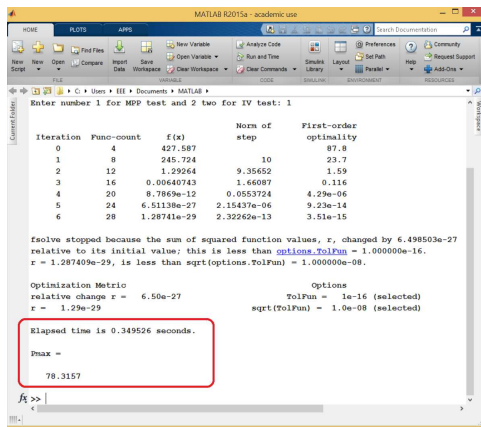 MATLAB R2015a - academic use
HOME PLOTS APPS
Search Documentation
New Script
New
Open
Find Files
Compare
Import Data
Save Workspace
New Variable
Open Variable
Clear Workspace
Analyze Code
Run and Time
Clear Commands
Simulink Library
Layout
Preferences
Set Path
Parallel
Help
Community
Request Support
Add-Ons
FILE VARIABLE CODE SIMULINK ENVIRONMENT RESOURCES
C: Users EEE Documents MATLAB
Current Folder
Workspace
Enter number 1 for MPP test and 2 two for IV test: 1
Norm of First-order
Iteration Func-count f(x) step optimality
0 4 427.587 87.8
1 8 245.724 10 23.7
2 12 1.29264 9.35652 1.59
3 16 0.00640743 1.66087 0.116
4 20 8.7869e-12 0.0553724 4.29e-06
5 24 6.51138e-27 2.15437e-06 9.23e-14
6 28 1.28741e-29 2.32262e-13 3.51e-15
fsolve stopped because the sum of squared function values, r, changed by 6.498503e-27
relative to its initial value; this is less than options.TolFun = 1.000000e-16.
r = 1.287409e-29, is less than sqrt(options.TolFun) = 1.000000e-08.
Optimization Metric Options
relative change r = 6.50e-27 TolFun = 1e-16 (selected)
r = 1.29e-29 sqrt(TolFun) = 1.0e-08 (selected)
Elapsed time is 0.349526 seconds.
Pmax =
78.3157
fx >>